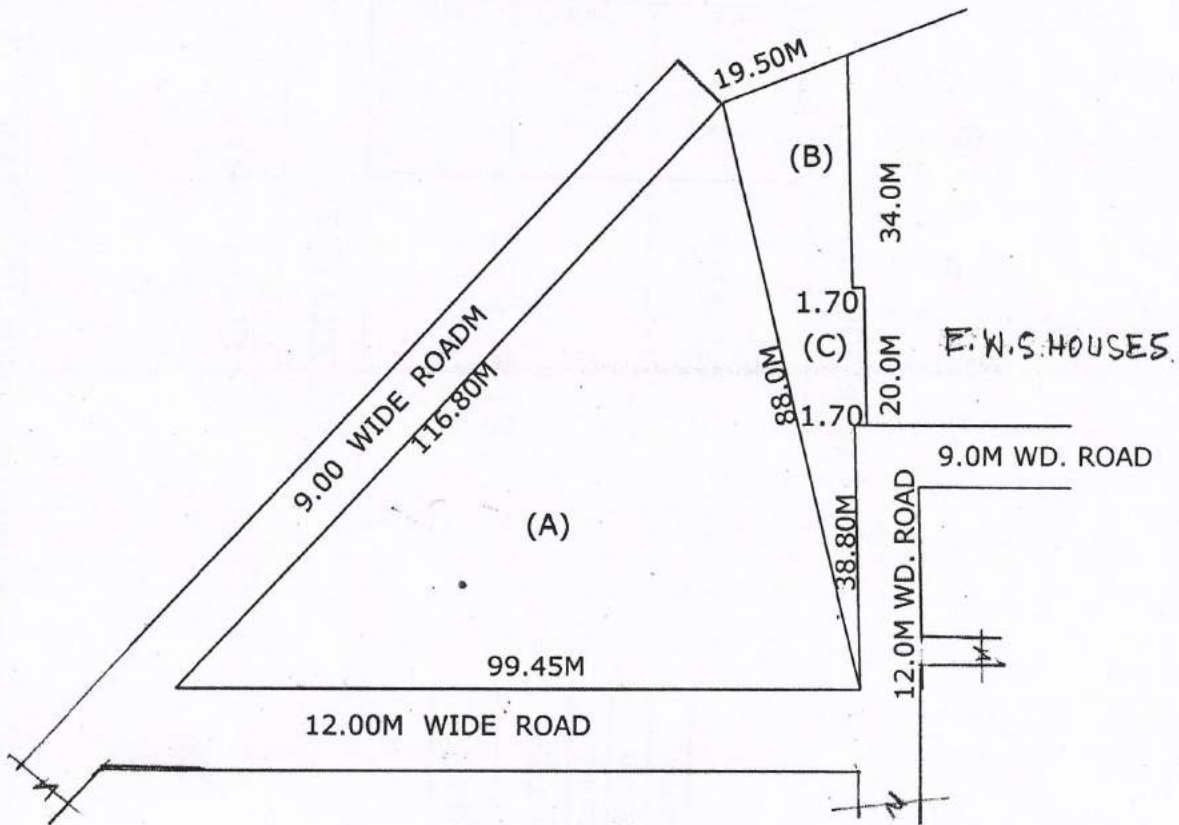 19.50M
(B)
34.0M
1.70
(C)
20.0M
E.W.S.HOUSES
88.0M
1.70
9.00 WIDE ROADM
116.80M
9.0M WD. ROAD
(A)
38.80M
12.0M WD. ROAD
99.45M
12.00M WIDE ROAD